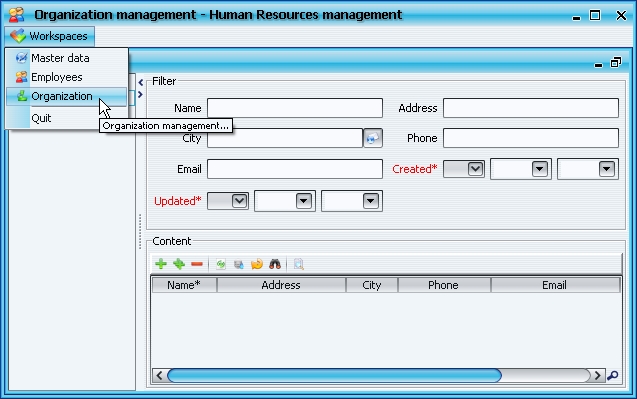 Organization management - Human Resources management
Workspaces
Master data
Employees
Organization
Quit
Organization management...
Filter
Name
Address
City
Phone
Email
Created*
Updated*
Content
Name* Address City Phone Email